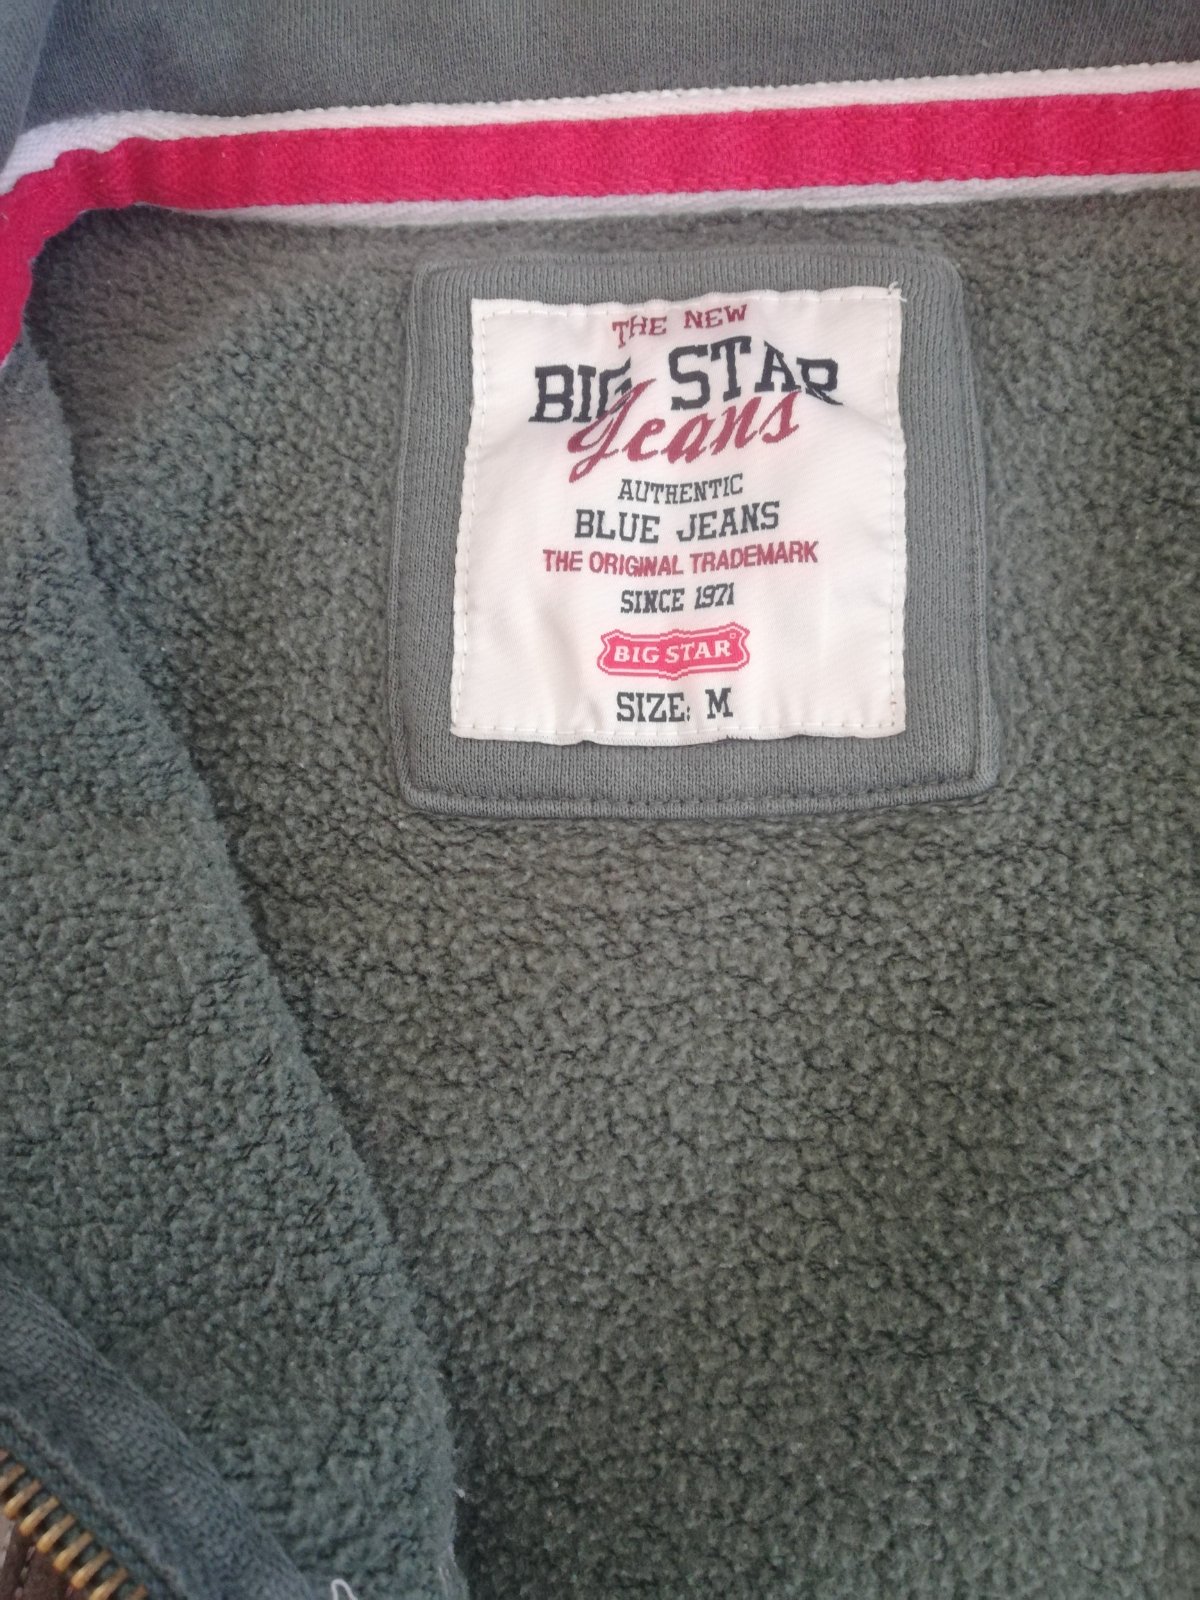 THE NEW
BIG STAR
Jeans
AUTHENTIC
BLUE JEANS
THE ORIGINAL TRADEMARK
SINCE 1971
BIG STAR®
SIZE: M